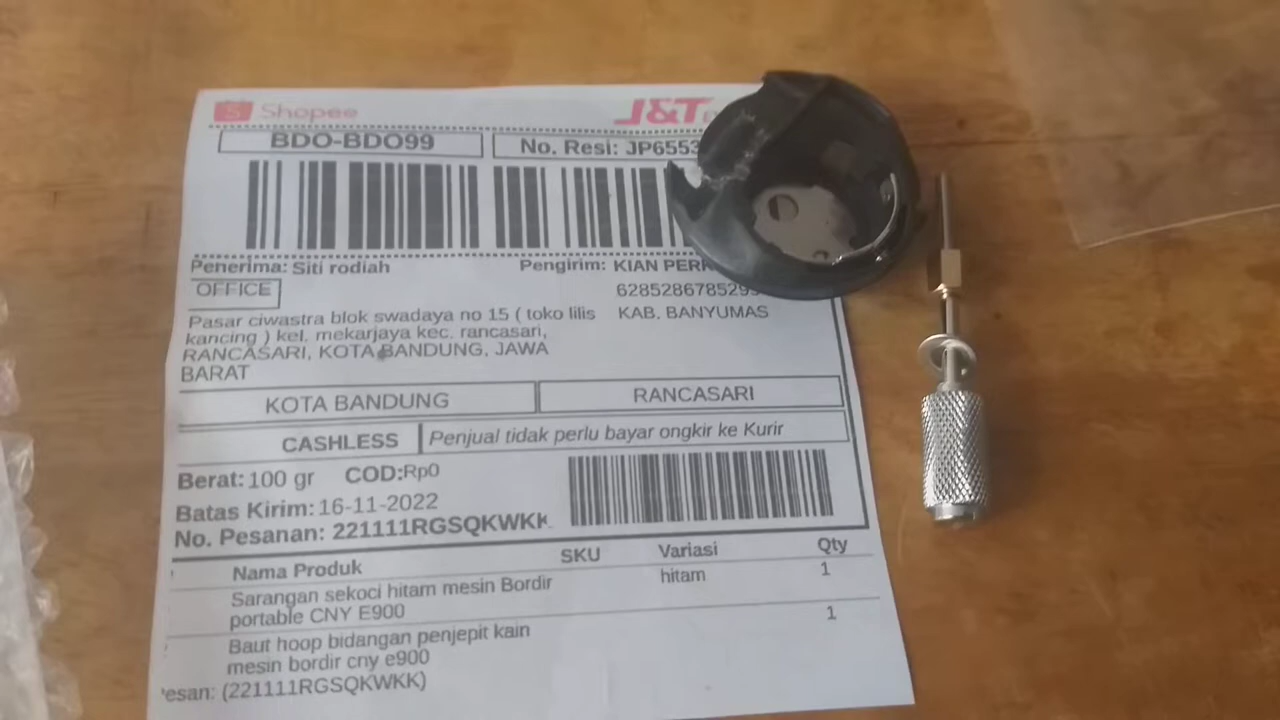 Shopee
J&T
BDO-BDO99
No. Resi: JP6553
Penerima: Siti rodiah
Pengirim: KIAN
OFFICE
Pasar ciwastra blok swadaya no 15 ( toko lilis
KAB. BANYUMAS
kancing ) kel. mekarjaya kec. rancasari,
RANCASARI, KOTA BANDUNG, JAWA
BARAT
KOTA BANDUNG
RANCASARI
CASHLESS
Penjual tidak perlu bayar ongkir ke Kurir
Berat: 100 gr
COD:Rp0
Batas Kirim: 16-11-2022
No. Pesanan: 221111RGSQKWKK
Nama Produk
SKU
Variasi
Qty
Sarangan sekoci hitam mesin Bordir
hitam
1
portable CNY E900
Baut hoop bidangan penjepit kain
1
mesin bordir cny e900
esan: (221111RGSQKWKK)